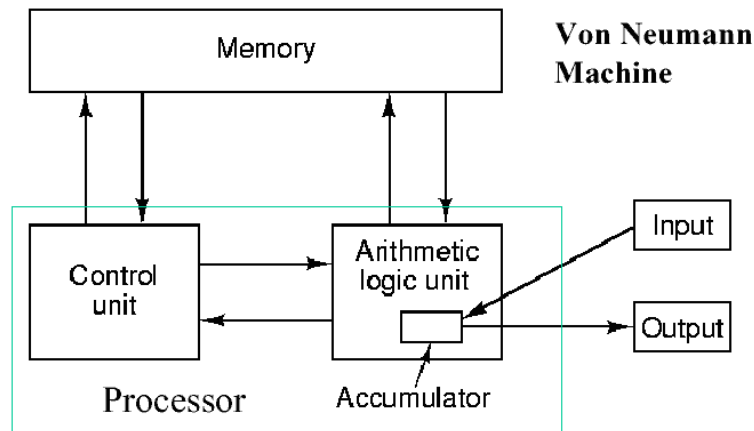 Memory
Von Neumann
Machine
Control
unit
Arithmetic
logic unit
Input
Output
Processor
Accumulator